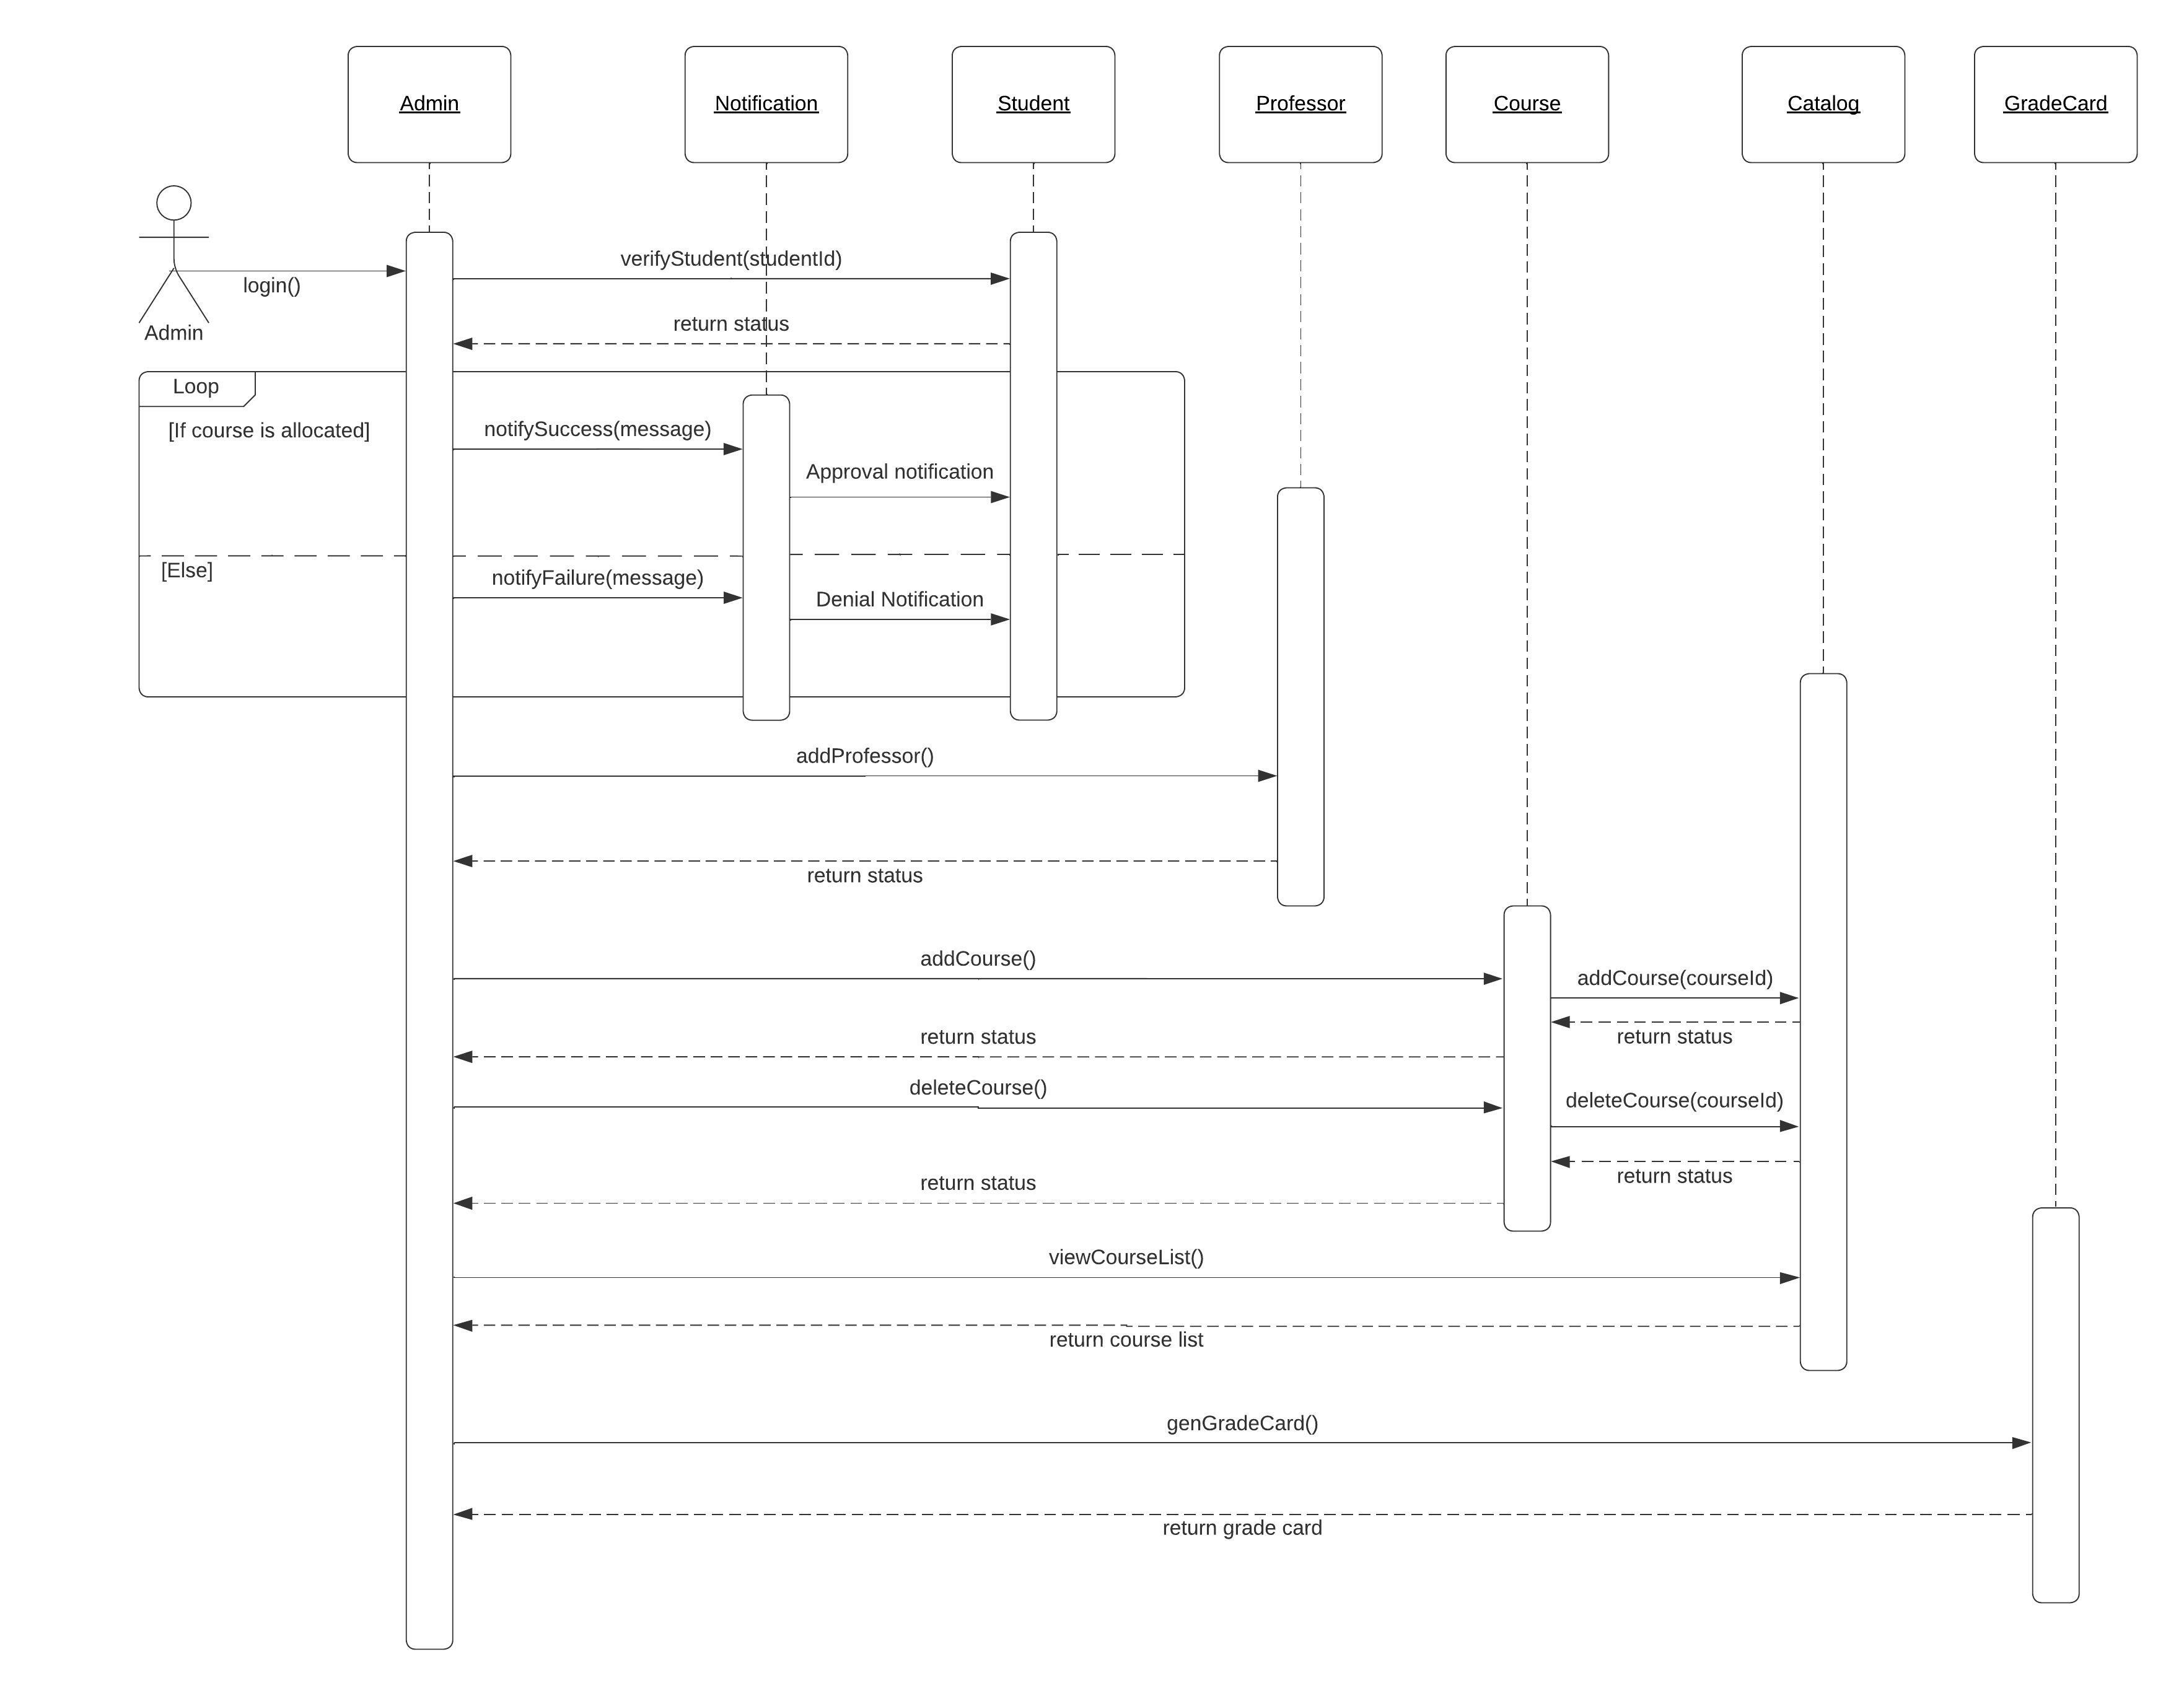 Admin
Notification
Student
Professor
Course
Catalog
GradeCard
verifyStudent(studentId)
login()
return status
Admin
Loop
[If course is allocated]
notifySuccess(message)
Approval notification
[Else]
notifyFailure(message)
Denial Notification
addProfessor()
return status
addCourse()
addCourse(courseId)
return status
return status
deleteCourse()
deleteCourse(courseId)
return status
return status
viewCourseList()
return course list
genGradeCard()
return grade card